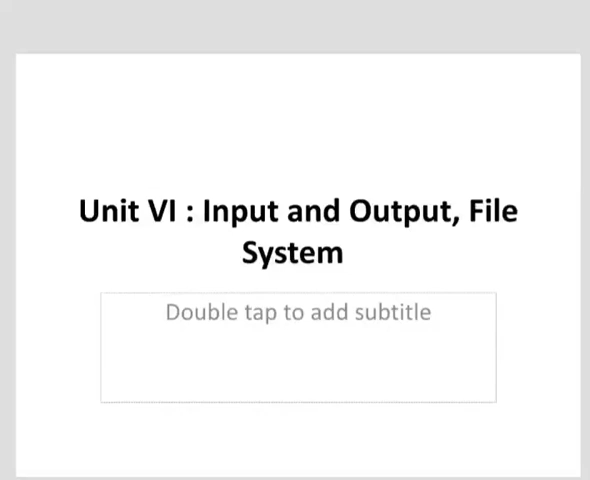 Unit VI : Input and Output, File
System
Double tap to add subtitle